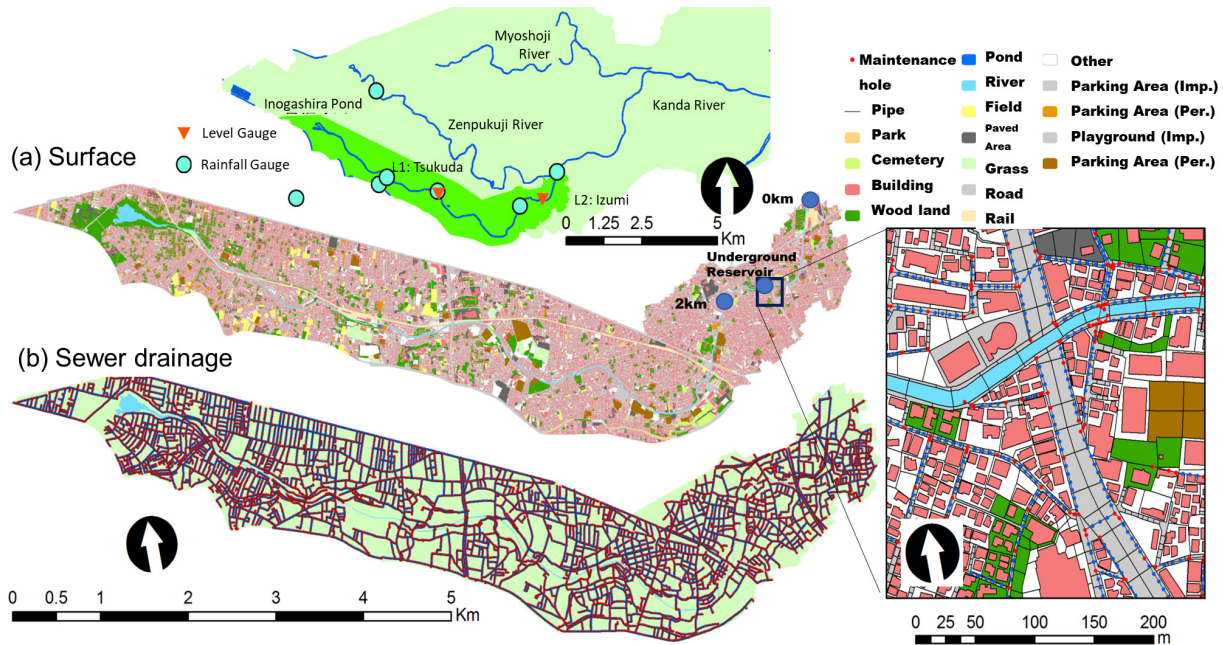 Myoshoji
River
Kanda River
Inogashira Pond
Zenpukuji River
Level Gauge
Rainfall Gauge
L1: Tsukuda
L2: Izumi
0 1.25 2.5 5
Km
(a) Surface
0km
Underground
Reservoir
2km
Maintenance
hole
Pipe
Park
Cemetery
Building
Wood land
Pond
River
Field
Paved
Area
Grass
Road
Rail
Other
Parking Area (Imp.)
Parking Area (Per.)
Playground (Imp.)
Parking Area (Per.)
(b) Sewer drainage
0 0.5 1 2 3 4 5
Km
0 25 50 100 150 200
m